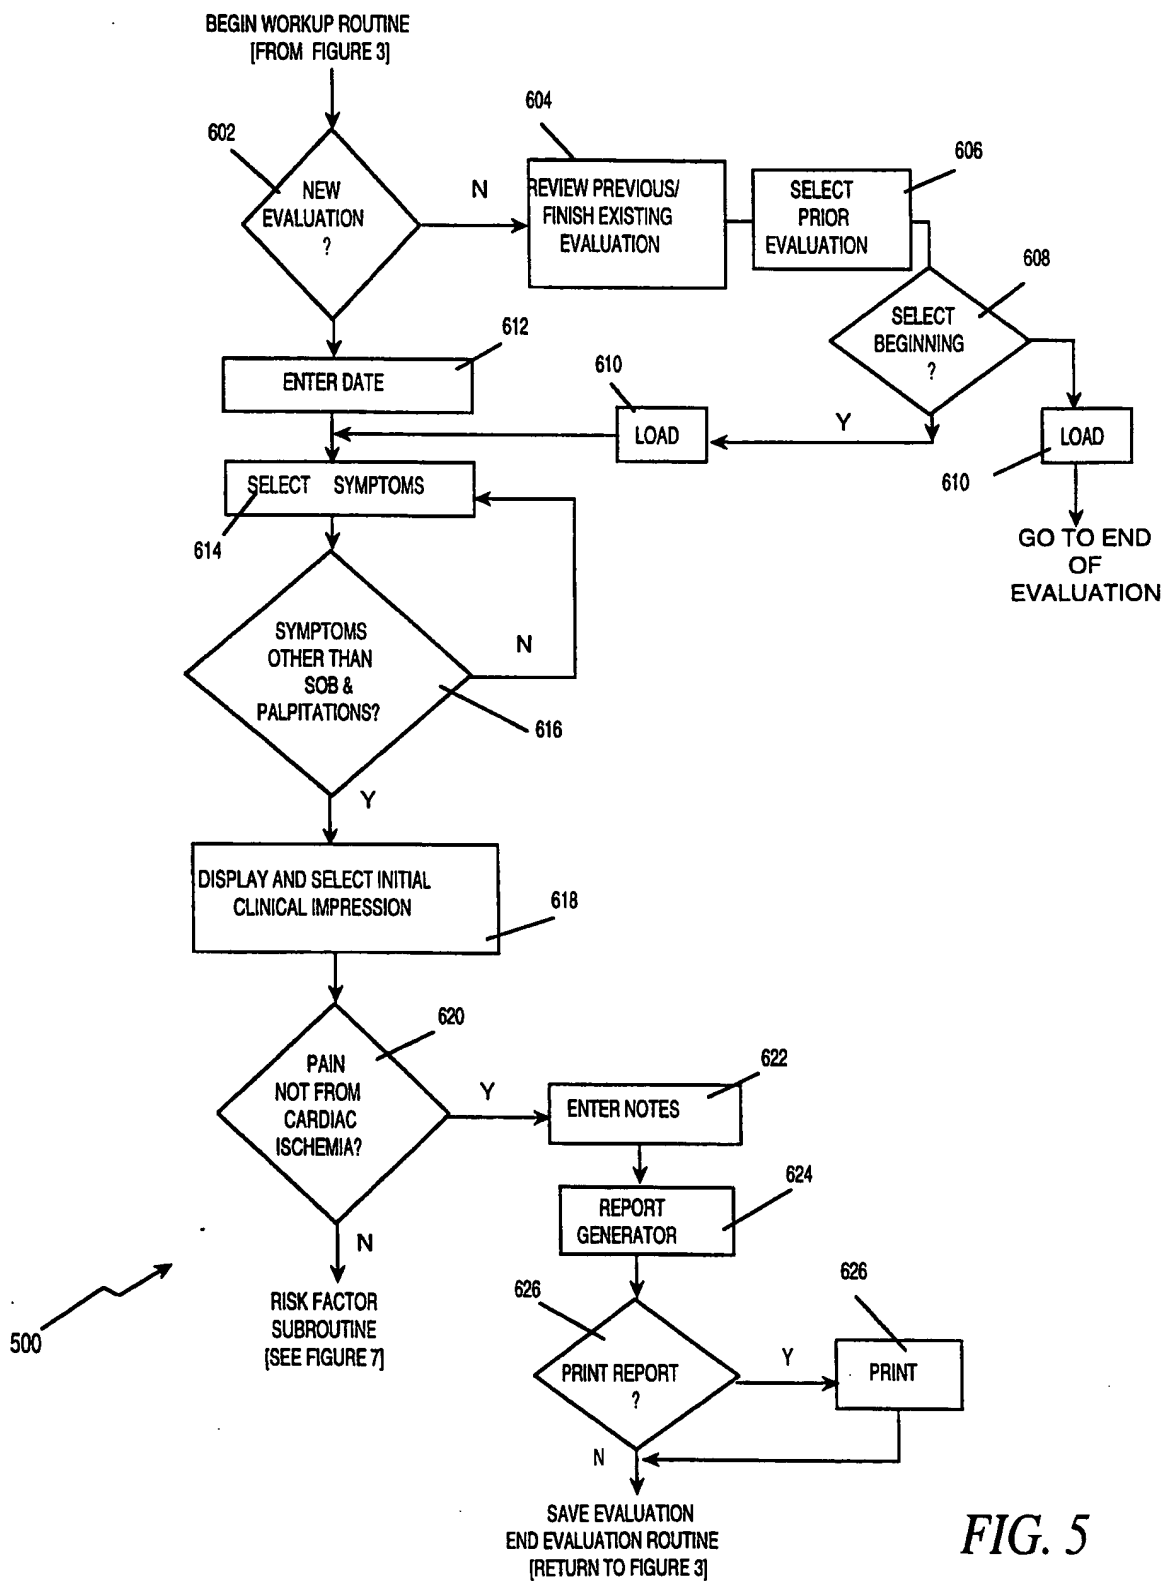 BEGIN WORKUP ROUTINE
[FROM FIGURE 3]
602
NEW
EVALUATION
?
N
604
REVIEW PREVIOUS/
FINISH EXISTING
EVALUATION
606
SELECT
PRIOR
EVALUATION
608
SELECT
BEGINNING
?
612
ENTER DATE
610
LOAD
Y
LOAD
610
GO TO END
OF
EVALUATION
SELECT SYMPTOMS
614
SYMPTOMS
OTHER THAN
SOB &
PALPITATIONS?
N
616
Y
DISPLAY AND SELECT INITIAL
CLINICAL IMPRESSION
618
620
PAIN
NOT FROM
CARDIAC
ISCHEMIA?
Y
622
ENTER NOTES
624
REPORT
GENERATOR
N
RISK FACTOR
SUBROUTINE
[SEE FIGURE 7]
500
626
PRINT REPORT
?
Y
626
PRINT
N
SAVE EVALUATION
END EVALUATION ROUTINE
[RETURN TO FIGURE 3]
FIG. 5